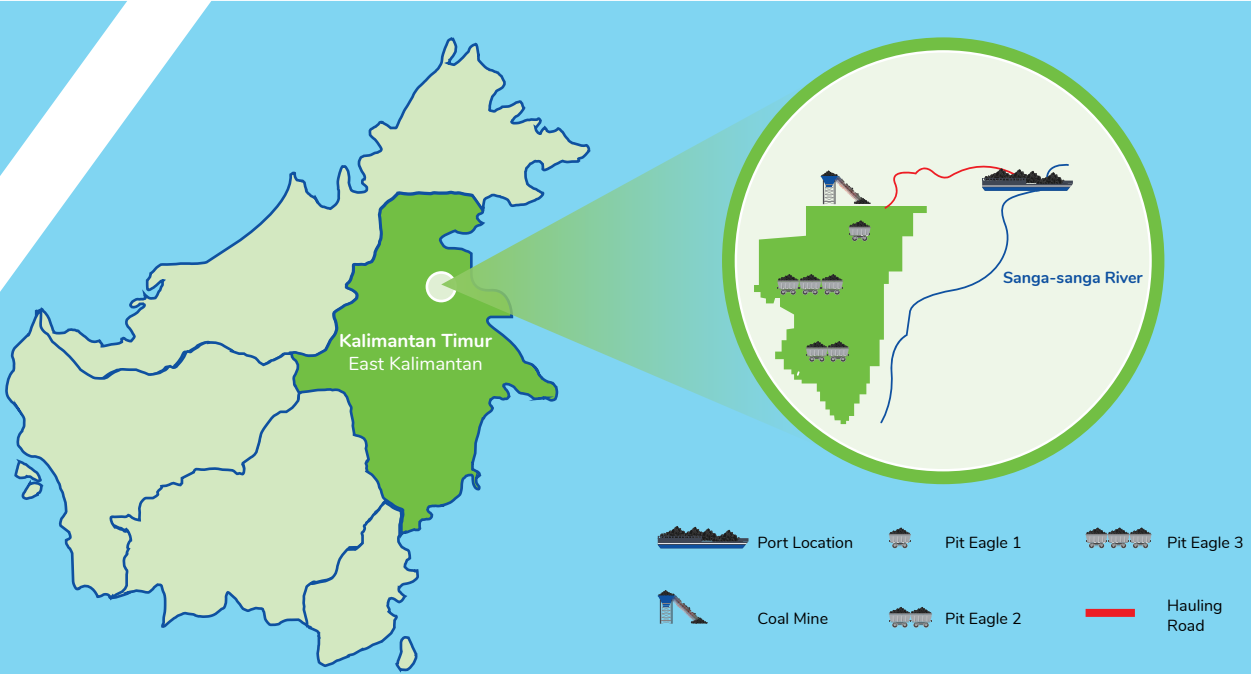 Kalimantan Timur
East Kalimantan
Sanga-sanga River
Port Location
Pit Eagle 1
Pit Eagle 3
Coal Mine
Pit Eagle 2
Hauling
Road